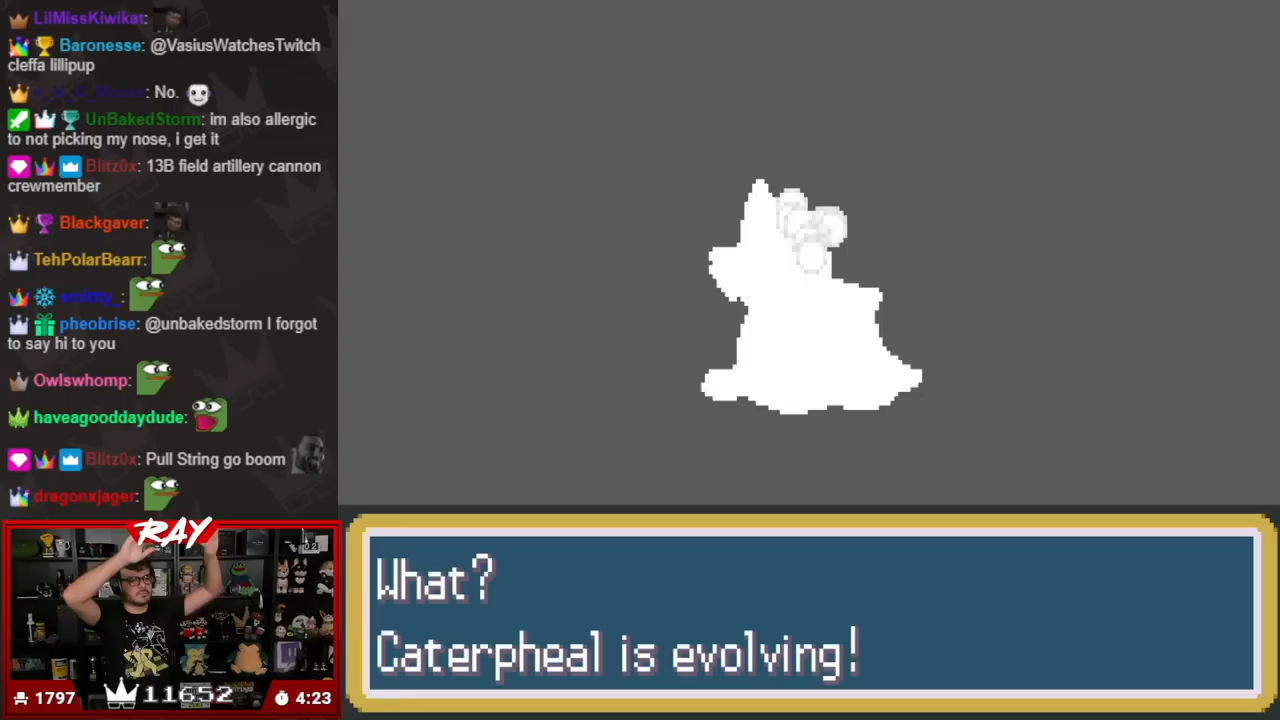 LilMissKiwikat:
Baronesse: @VasiusWatchesTwitch
cleffa lillipup
: No.
UnBakedStorm: im also allergic
to not picking my nose, i get it
Blitz0x: 13B field artillery cannon
crewmember
Blackgaver:
TehPolarBearr:
smittty_:
pheobrise: @unbakedstorm I forgot
to say hi to you
Owlswhomp:
haveagooddaydude:
Blitz0x: Pull String go boom
dragonxjager:
RAY
1797
11652
4:23
What?
Caterpheal is evolving!